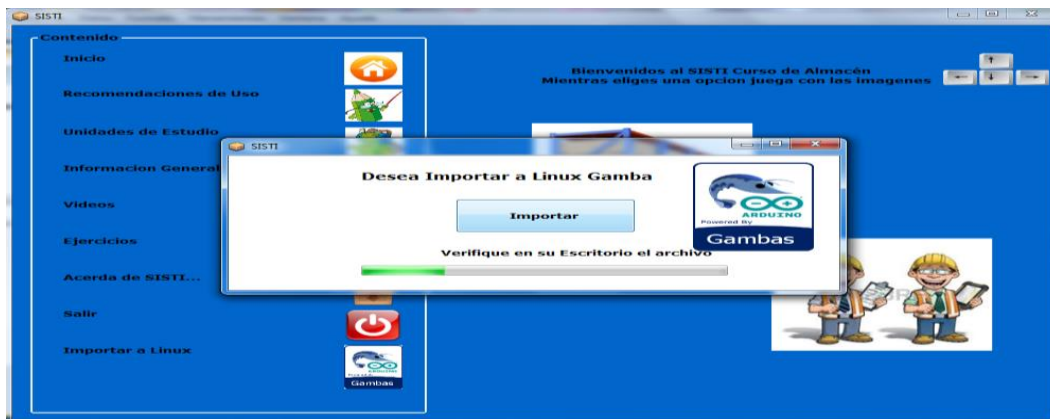 SISTI
Contenido
Inicio
Recomendaciones de Uso
Unidades de Estudio
Informacion General
Videos
Ejercicios
Acerda de SISTI...
Salir
Importar a Linux
ARDUINO
Gambas
Bienvenidos al SISTI Curso de Almacén
Mientras eliges una opcion juega con las imagenes
SISTI
Desea Importar a Linux Gamba
Importar
Verifique en su Escritorio el archivo
ARDUINO
Powered By
Gambas